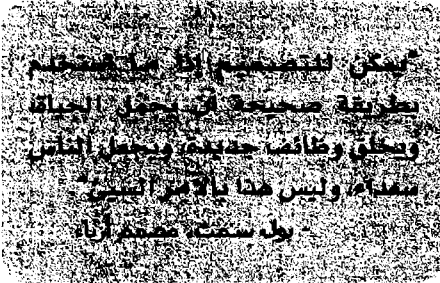 "يمكن للتصميم إذا ما استخدم
بطريقة صحيحة أن يجمل الحياة،
ويخلق وظائف جديدة، ويجعل الناس
سعداء، وليس هذا بالأمر السيئ"
- بول سميث، مصمم أزياء